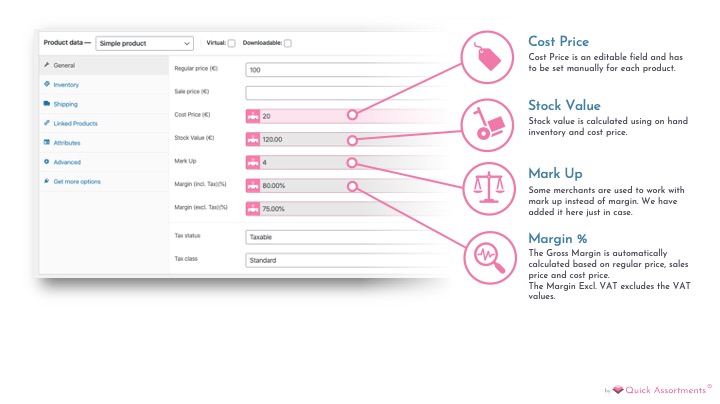 Product data —
Simple product
Virtual:
Downloadable:
General
Inventory
Shipping
Linked Products
Attributes
Advanced
Get more options
Regular price (€)
100
Sale price (€)
Cost Price (€)
20
Stock Value (€)
120.00
Mark Up
4
Margin (incl. Tax)(%)
80.00%
Margin (excl. Tax)(%)
75.00%
Tax status
Taxable
Tax class
Standard
Cost Price
Cost Price is an editable field and has
to be set manually for each product.
Stock Value
Stock value is calculated using on hand
inventory and cost price.
Mark Up
Some merchants are used to work with
mark up instead of margin. We have
added it here just in case.
Margin %
The Gross Margin is automatically
calculated based on regular price, sales
price and cost price.
The Margin Excl. VAT excludes the VAT
values.
by Quick Assortments©